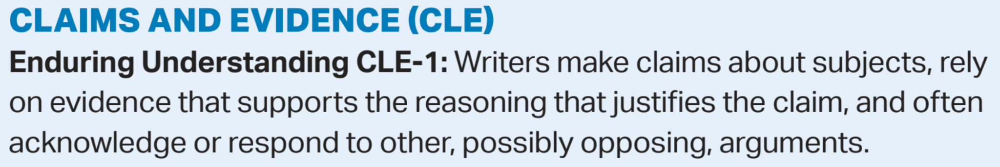 CLAIMS AND EVIDENCE (CLE)
Enduring Understanding CLE-1: Writers make claims about subjects, rely
on evidence that supports the reasoning that justifies the claim, and often
acknowledge or respond to other, possibly opposing, arguments.